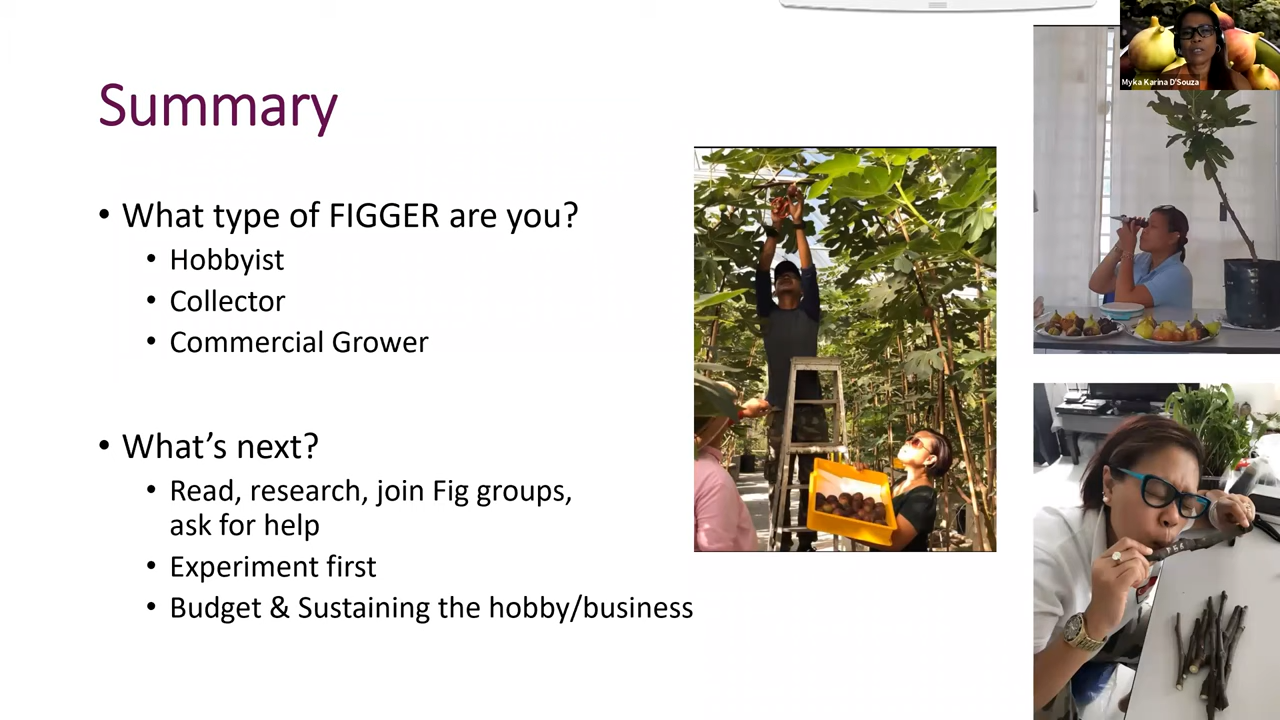 Myka Karina D'Souza
Summary
• What type of FIGGER are you?
• Hobbyist
• Collector
• Commercial Grower
• What's next?
• Read, research, join Fig groups,
ask for help
• Experiment first
• Budget & Sustaining the hobby/business